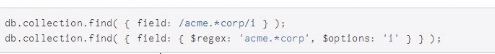 db.collection.find( { field: /acme.*corp/i } );
db.collection.find( { field: { $regex: 'acme.*corp', $options: 'i' } } );